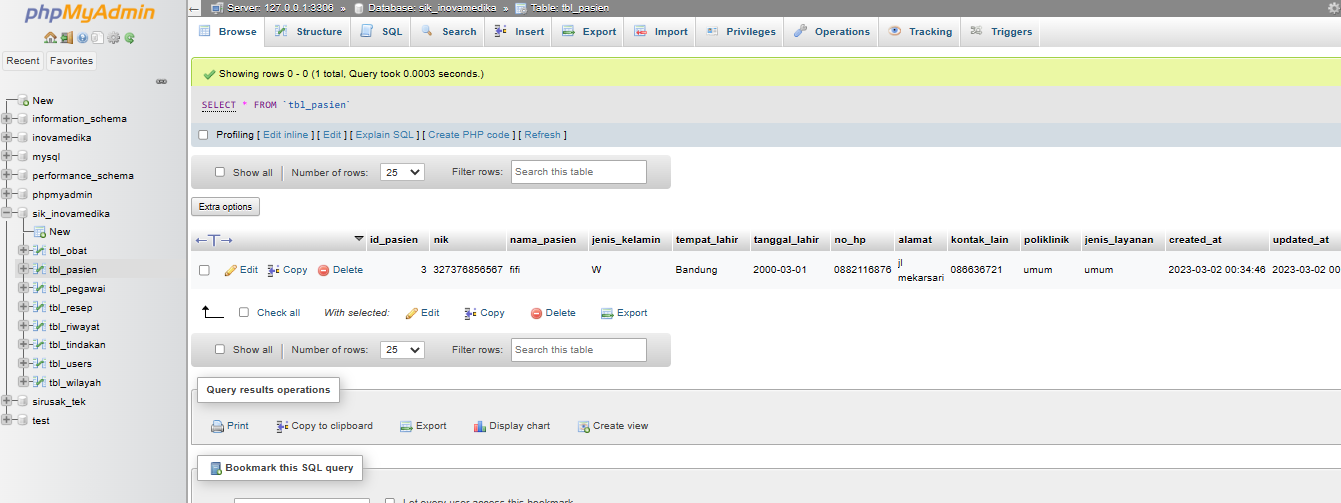 phpMyAdmin
Recent Favorites
New
information_schema
inovamedika
mysql
performance_schema
phpmyadmin
sik_inovamedika
New
tbl_obat
tbl_pasien
tbl_pegawai
tbl_resep
tbl_riwayat
tbl_tindakan
tbl_users
tbl_wilayah
sirusak_tek
test
Server: 127.0.0.1:3306 » Database: sik_inovamedika » Table: tbl_pasien
Browse Structure SQL Search Insert Export Import Privileges Operations Tracking Triggers
Showing rows 0 - 0 (1 total, Query took 0.0003 seconds.)
SELECT * FROM `tbl_pasien`
Profiling [ Edit inline ] [ Edit ] [ Explain SQL ] [ Create PHP code ] [ Refresh ]
Show all Number of rows: 25 Filter rows: Search this table
Extra options
←T→ id_pasien nik nama_pasien jenis_kelamin tempat_lahir tanggal_lahir no_hp alamat kontak_lain poliklinik jenis_layanan created_at updated_at
Edit Copy Delete 3 327376856567 fifi W Bandung 2000-03-01 0882116876 jl mekarsari 086636721 umum umum 2023-03-02 00:34:46 2023-03-02 00
Check all With selected: Edit Copy Delete Export
Show all Number of rows: 25 Filter rows: Search this table
Query results operations
Print Copy to clipboard Export Display chart Create view
Bookmark this SQL query
Let every user access this bookmark